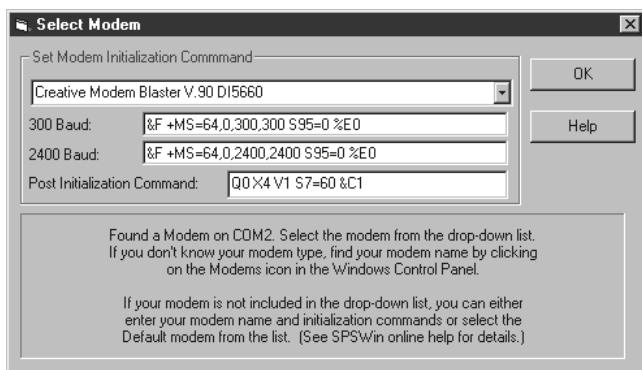 Select Modem
Set Modem Initialization Commmand
Creative Modem Blaster V.90 DI5660
OK
300 Baud: &F +MS=64,0,300,300 S95=0 %E0
Help
2400 Baud: &F +MS=64,0,2400,2400 S95=0 %E0
Post Initialization Command: Q0 X4 V1 S7=60 &C1
Found a Modem on COM2. Select the modem from the drop-down list.
If you don't know your modem type, find your modem name by clicking
on the Modems icon in the Windows Control Panel.
If your modem is not included in the drop-down list, you can either
enter your modem name and initialization commands or select the
Default modem from the list. (See SPSWin online help for details.)